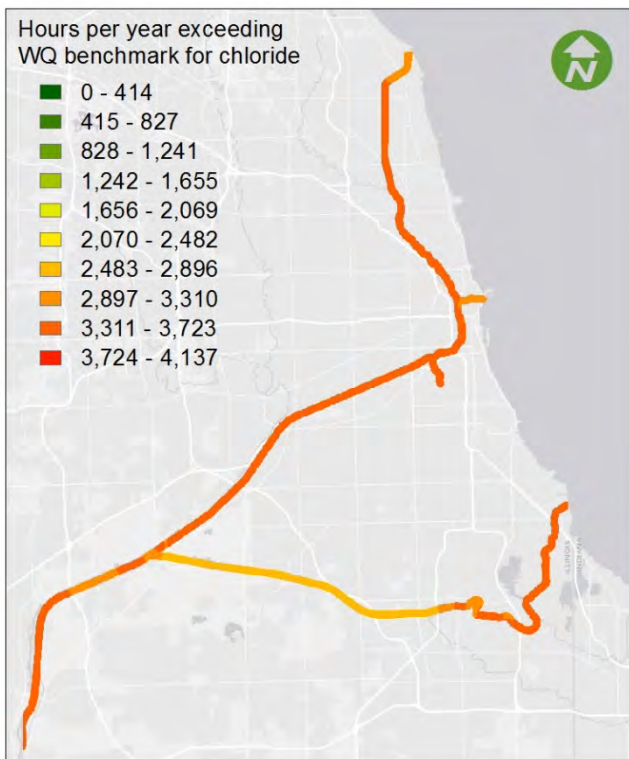 Hours per year exceeding
WQ benchmark for chloride
0 - 414
415 - 827
828 - 1,241
1,242 - 1,655
1,656 - 2,069
2,070 - 2,482
2,483 - 2,896
2,897 - 3,310
3,311 - 3,723
3,724 - 4,137
N
ILLINOIS
INDIANA